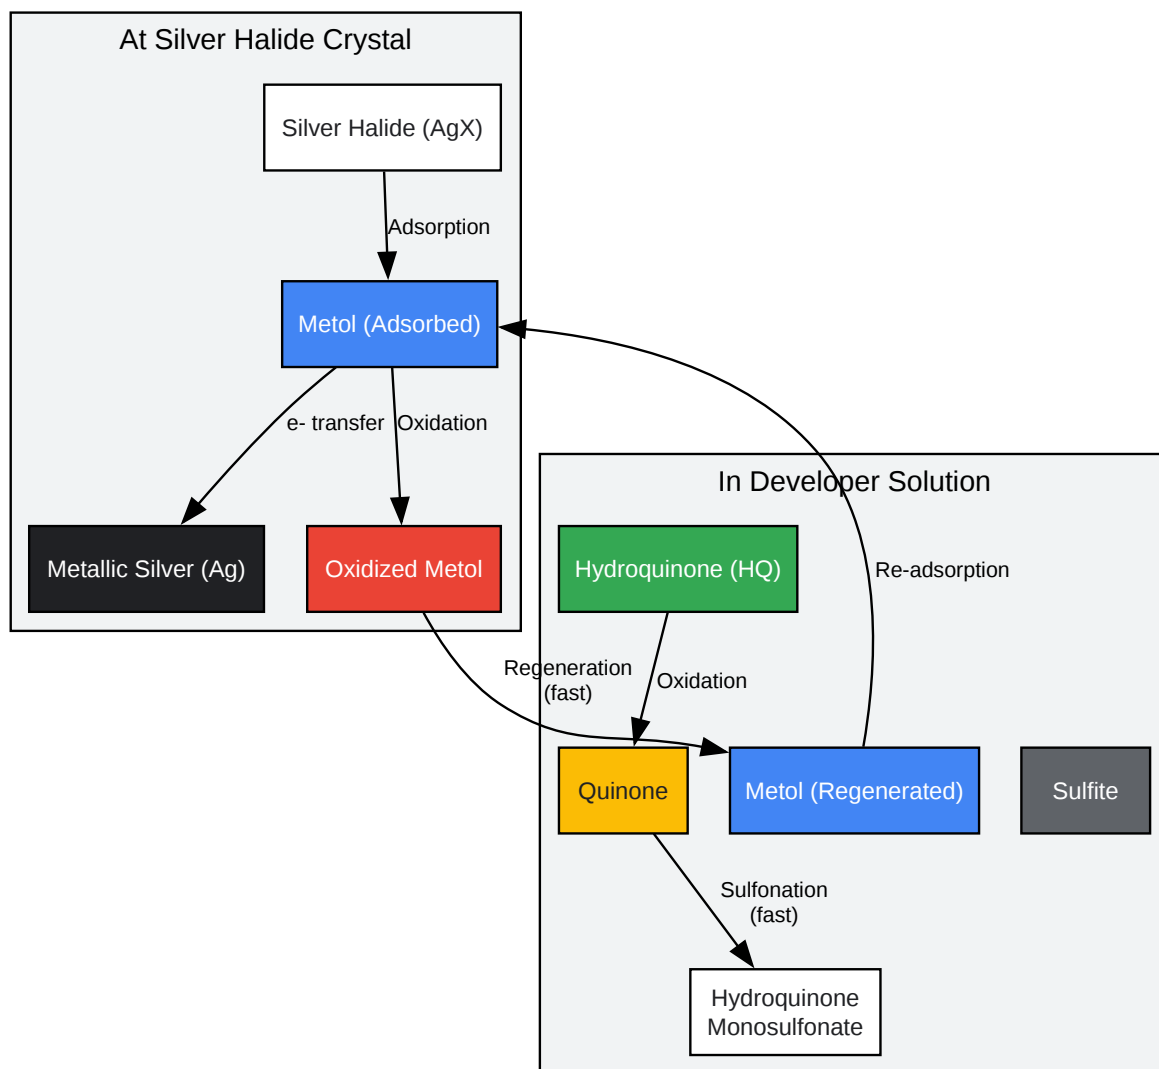 At Silver Halide Crystal
Silver Halide (AgX)
Adsorption
Metol (Adsorbed)
e- transfer
Oxidation
Metallic Silver (Ag)
Oxidized Metol
In Developer Solution
Hydroquinone (HQ)
Re-adsorption
Regeneration
(fast)
Oxidation
Quinone
Metol (Regenerated)
Sulfite
Sulfonation
(fast)
Hydroquinone
Monosulfonate